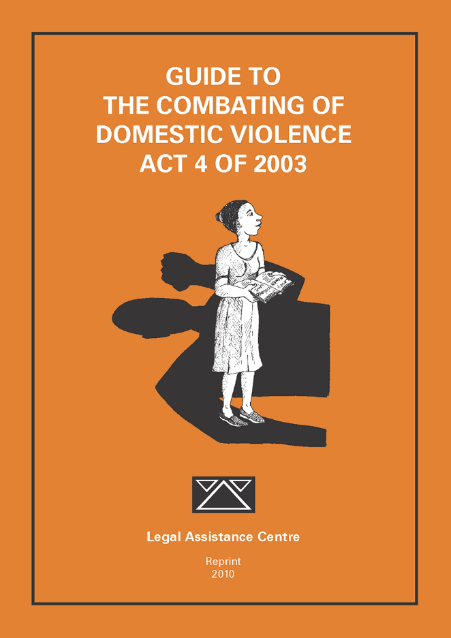 GUIDE TO
THE COMBATING OF
DOMESTIC VIOLENCE
ACT 4 OF 2003
Legal Assistance Centre
Reprint
2010